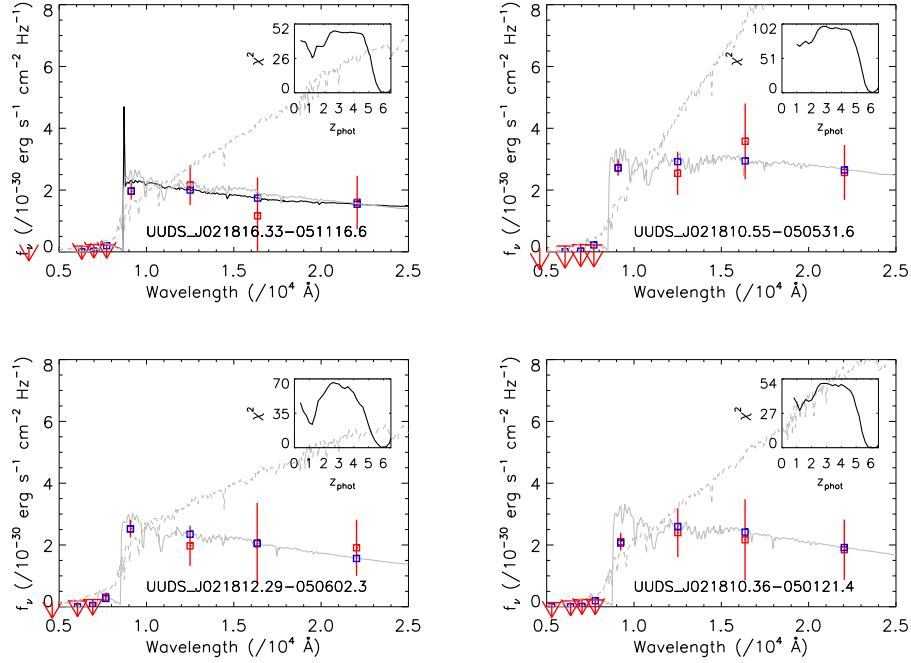 52
26
0
χ²
0 1 2 3 4 5 6
z_phot
8
6
4
2
0
f_ν (/10⁻³⁰ erg s⁻¹ cm⁻² Hz⁻¹)
UUDS_J021816.33−051116.6
0.5 1.0 1.5 2.0 2.5
Wavelength (/10⁴ Å)
102
51
0
χ²
0 1 2 3 4 5 6
z_phot
8
6
4
2
0
f_ν (/10⁻³⁰ erg s⁻¹ cm⁻² Hz⁻¹)
UUDS_J021810.55−050531.6
0.5 1.0 1.5 2.0 2.5
Wavelength (/10⁴ Å)
70
35
0
χ²
0 1 2 3 4 5 6
z_phot
8
6
4
2
0
f_ν (/10⁻³⁰ erg s⁻¹ cm⁻² Hz⁻¹)
UUDS_J021812.29−050602.3
0.5 1.0 1.5 2.0 2.5
Wavelength (/10⁴ Å)
54
27
0
χ²
0 1 2 3 4 5 6
z_phot
8
6
4
2
0
f_ν (/10⁻³⁰ erg s⁻¹ cm⁻² Hz⁻¹)
UUDS_J021810.36−050121.4
0.5 1.0 1.5 2.0 2.5
Wavelength (/10⁴ Å)